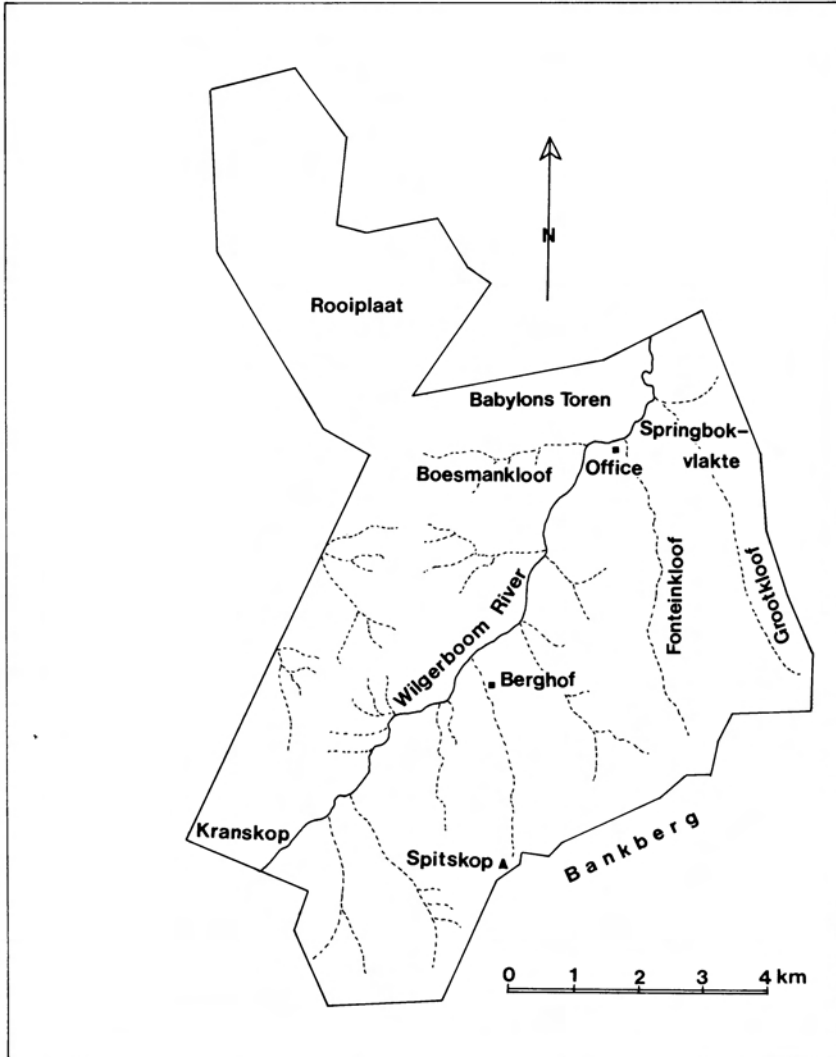 N
Rooiplaat
Babylons Toren
Springbok-
vlakte
Boesmankloof
Office
Wilgerboom River
Fonteinkloof
Grootkloof
Berghof
Kranskop
Spitskop
Bankberg
0 1 2 3 4 km